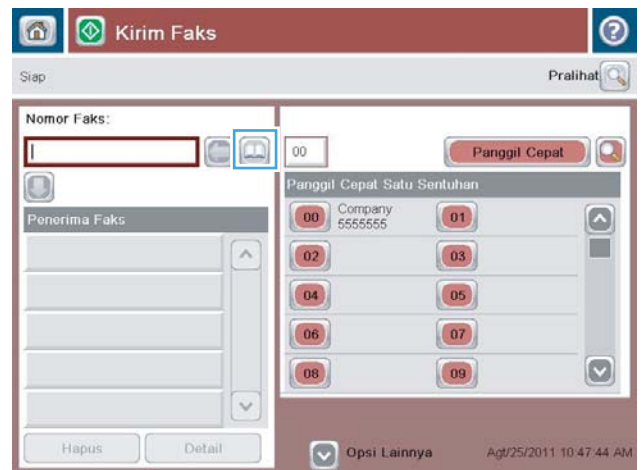 Kirim Faks
Siap
Pralihat
Nomor Faks:
00
Panggil Cepat
Panggil Cepat Satu Sentuhan
Penerima Faks
00 Company 01
5555555
02 03
04 05
06 07
08 09
Hapus Detail
Opsi Lainnya Agt/25/2011 10:47:44 AM